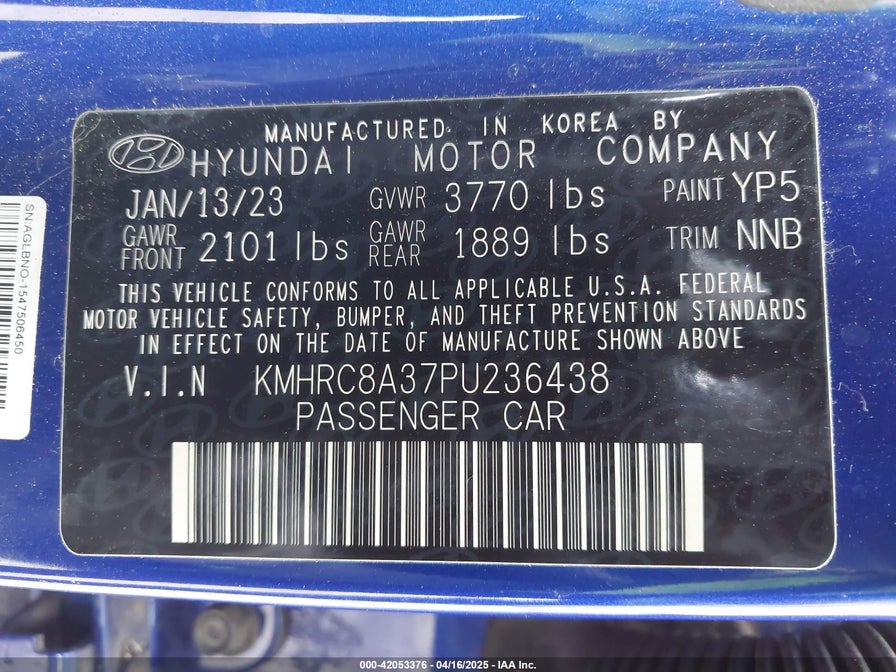 MANUFACTURED IN KOREA BY
HYUNDAI MOTOR COMPANY
JAN/13/23 GVWR 3770 lbs PAINT YP5
GAWR FRONT 2101 lbs GAWR REAR 1889 lbs TRIM NNB
THIS VEHICLE CONFORMS TO ALL APPLICABLE U.S.A. FEDERAL
MOTOR VEHICLE SAFETY, BUMPER, AND THEFT PREVENTION STANDARDS
IN EFFECT ON THE DATE OF MANUFACTURE SHOWN ABOVE
V.I.N KMHRC8A37PU236438
PASSENGER CAR
SN:AGLBNO-1547506450
000-42053376 - 04/16/2025 - IAA Inc.